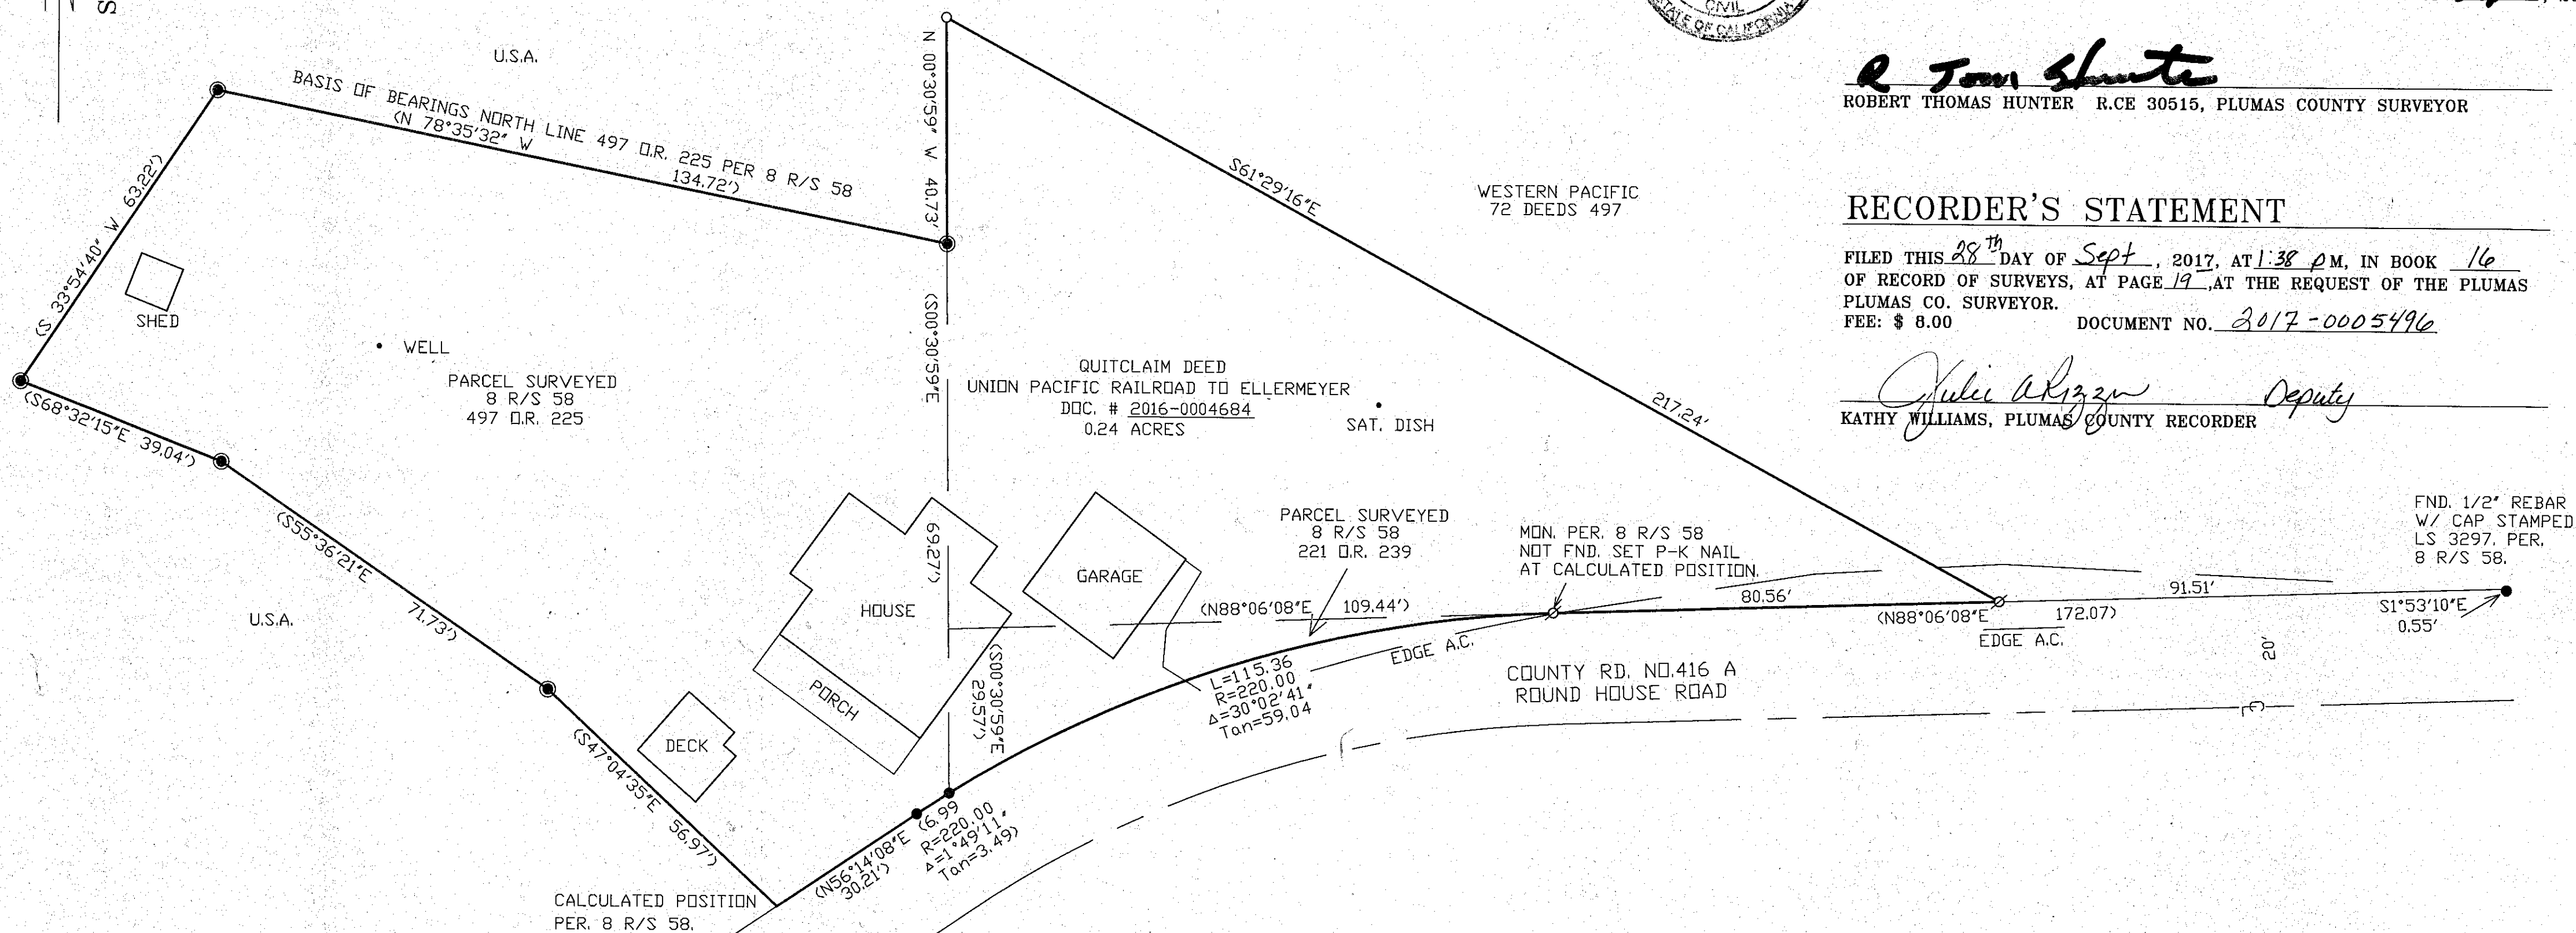 S
U.S.A.
BASIS OF BEARINGS NORTH LINE 497 O.R. 225 PER 8 R/S 58
(N 78°35'32" W 134.72')
N 00°30'59" W 40.73'
S61°29'16"E 217.24'
CIVIL
STATE OF CALIFORNIA
ROBERT THOMAS HUNTER R.CE 30515, PLUMAS COUNTY SURVEYOR
WESTERN PACIFIC
72 DEEDS 497
RECORDER'S STATEMENT
FILED THIS 28th DAY OF Sept, 2017, AT 1:38 PM, IN BOOK 16
OF RECORD OF SURVEYS, AT PAGE 19, AT THE REQUEST OF THE PLUMAS
PLUMAS CO. SURVEYOR.
FEE: $ 8.00 DOCUMENT NO. 2017-0005496
Deputy
KATHY WILLIAMS, PLUMAS COUNTY RECORDER
(S 33°54'40" W 63.22')
SHED
WELL
PARCEL SURVEYED
8 R/S 58
497 O.R. 225
(S00°30'59"E 69.27')
QUITCLAIM DEED
UNION PACIFIC RAILROAD TO ELLERMEYER
DOC. # 2016-0004684
0.24 ACRES
SAT. DISH
(S68°32'15"E 39.04')
(S55°36'21"E 71.73')
U.S.A.
HOUSE
PORCH
GARAGE
DECK
PARCEL SURVEYED
8 R/S 58
221 O.R. 239
MON. PER. 8 R/S 58
NOT FND. SET P-K NAIL
AT CALCULATED POSITION.
(N88°06'08"E 109.44')
80.56'
(N88°06'08"E 172.07)
91.51'
FND. 1/2" REBAR
W/ CAP STAMPED
LS 3297. PER.
8 R/S 58.
S1°53'10"E
0.55'
EDGE A.C.
EDGE A.C.
20'
COUNTY RD. NO.416 A
ROUND HOUSE ROAD
L=115.36
R=220.00
Δ=30°02'41"
Tan=59.04
(S00°30'59"E
29.57')
(S47°04'35"E 56.97')
(N56°14'08"E
30.21')
(6.99
R=220.00
Δ=1°49'11"
Tan=3.49)
CALCULATED POSITION
PER. 8 R/S 58.